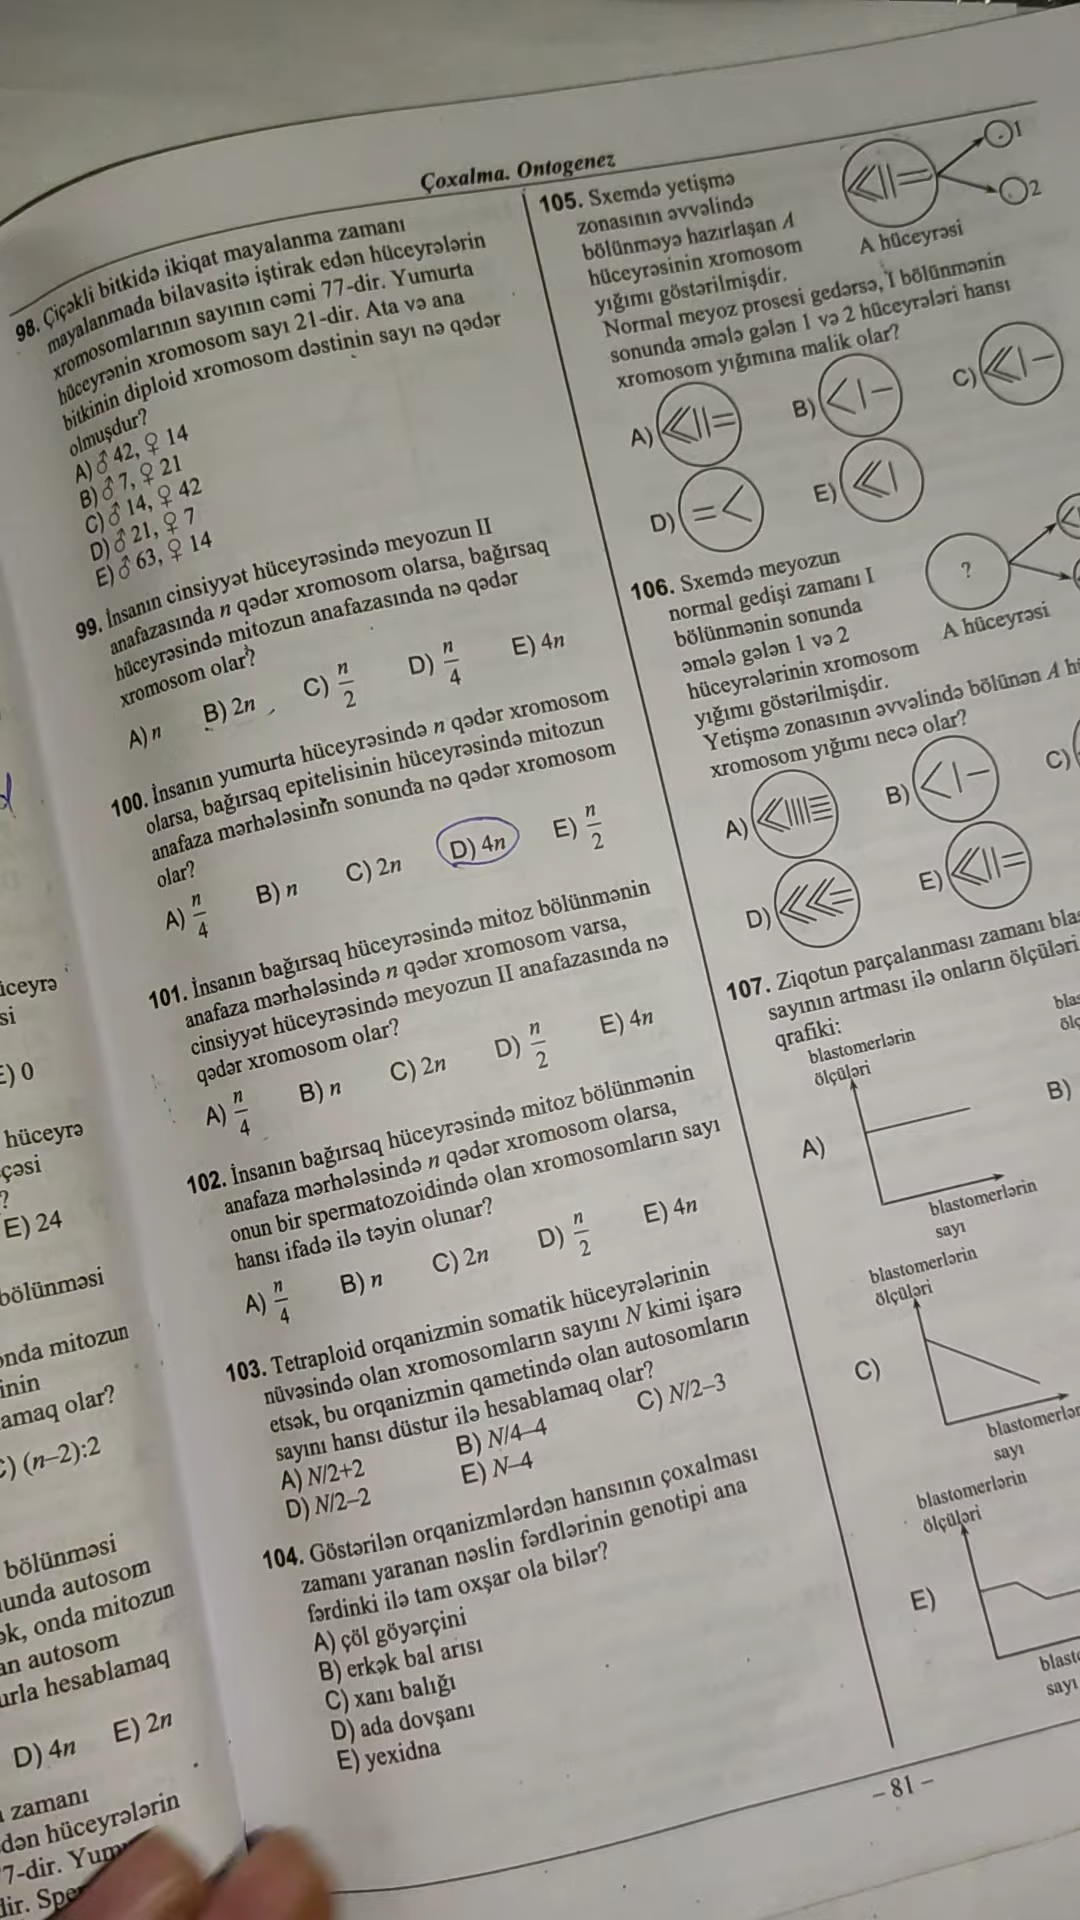 Çoxalma. Ontogenez
98. Çiçəkli bitkidə ikiqat mayalanma zamanı
mayalanmada bilavasitə iştirak edən hüceyrələrin
xromosomlarının sayının cəmi 77-dir. Yumurta
hüceyrənin xromosom sayı 21-dir. Ata və ana
bitkinin diploid xromosom dəstinin sayı nə qədər
olmuşdur?
A) ♂ 42, ♀ 14
B) ♂ 7, ♀ 21
C) ♂ 14, ♀ 42
D) ♂ 21, ♀ 7
E) ♂ 63, ♀ 14
99. İnsanın cinsiyyət hüceyrəsində meyozun II
anafazasında n qədər xromosom olarsa, bağırsaq
hüceyrəsində mitozun anafazasında nə qədər
xromosom olar?
A) n B) 2n C) n/2 D) n/4 E) 4n
100. İnsanın yumurta hüceyrəsində n qədər xromosom
olarsa, bağırsaq epitelisinin hüceyrəsində mitozun
anafaza mərhələsinin sonunda nə qədər xromosom
olar?
A) n/4 B) n C) 2n D) 4n E) n/2
101. İnsanın bağırsaq hüceyrəsində mitoz bölünmənin
anafaza mərhələsində n qədər xromosom varsa,
cinsiyyət hüceyrəsində meyozun II anafazasında nə
qədər xromosom olar?
A) n/4 B) n C) 2n D) n/2 E) 4n
102. İnsanın bağırsaq hüceyrəsində mitoz bölünmənin
anafaza mərhələsində n qədər xromosom olarsa,
onun bir spermatozoidində olan xromosomların sayı
hansı ifadə ilə təyin olunar?
A) n/4 B) n C) 2n D) n/2 E) 4n
103. Tetraploid orqanizmin somatik hüceyrələrinin
nüvəsində olan xromosomların sayını N kimi işarə
etsək, bu orqanizmin qametində olan autosomların
sayını hansı düstur ilə hesablamaq olar?
A) N/2+2 B) N/4–4 C) N/2–3
D) N/2–2 E) N–4
104. Göstərilən orqanizmlərdən hansının çoxalması
zamanı yaranan nəslin fərdlərinin genotipi ana
fərdinki ilə tam oxşar ola bilər?
A) çöl göyərçini
B) erkək bal arısı
C) xanı balığı
D) ada dovşanı
E) yexidna
105. Sxemdə yetişmə
zonasının əvvəlində
bölünməyə hazırlaşan A
hüceyrəsinin xromosom
yığımı göstərilmişdir.
1
2
A hüceyrəsi
Normal meyoz prosesi gedərsə, I bölünmənin
sonunda əmələ gələn 1 və 2 hüceyrələri hansı
xromosom yığımına malik olar?
A) B) C)
D) E)
106. Sxemdə meyozun
normal gedişi zamanı I
bölünmənin sonunda
əmələ gələn 1 və 2
hüceyrələrinin xromosom
yığımı göstərilmişdir.
?
A hüceyrəsi
Yetişmə zonasının əvvəlində bölünən A
xromosom yığımı necə olar?
A) B) C)
D) E)
107. Ziqotun parçalanması zamanı
sayının artması ilə onların ölçüləri
qrafiki:
blastomerlərin
ölçüləri
A)
blastomerlərin
sayı
B)
blastomerlərin
ölçüləri
C)
sayı
blastomerlərin
ölçüləri
E)
sayı
– 81 –
E) 0
hüceyrə
E) 24
bölünməsi
mitozun
olar?
(n–2):2
bölünməsi
autosom
onda mitozun
autosom
hesablamaq
D) 4n E) 2n
zamanı
hüceyrələrin